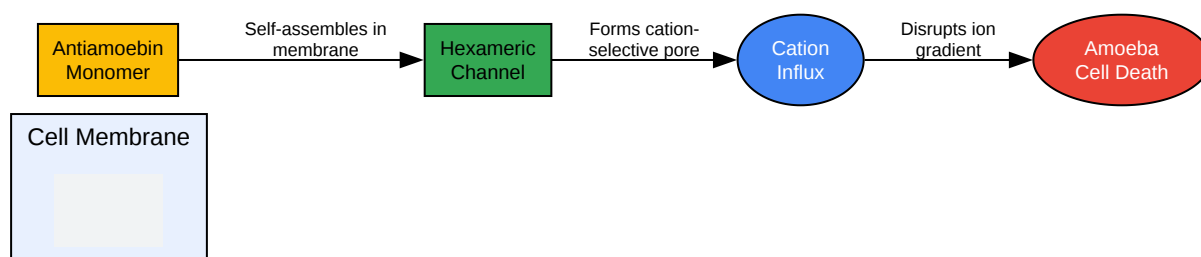 Antiamoebin
Monomer
Self-assembles in
membrane
Hexameric
Channel
Forms cation-
selective pore
Cation
Influx
Disrupts ion
gradient
Amoeba
Cell Death
Cell Membrane